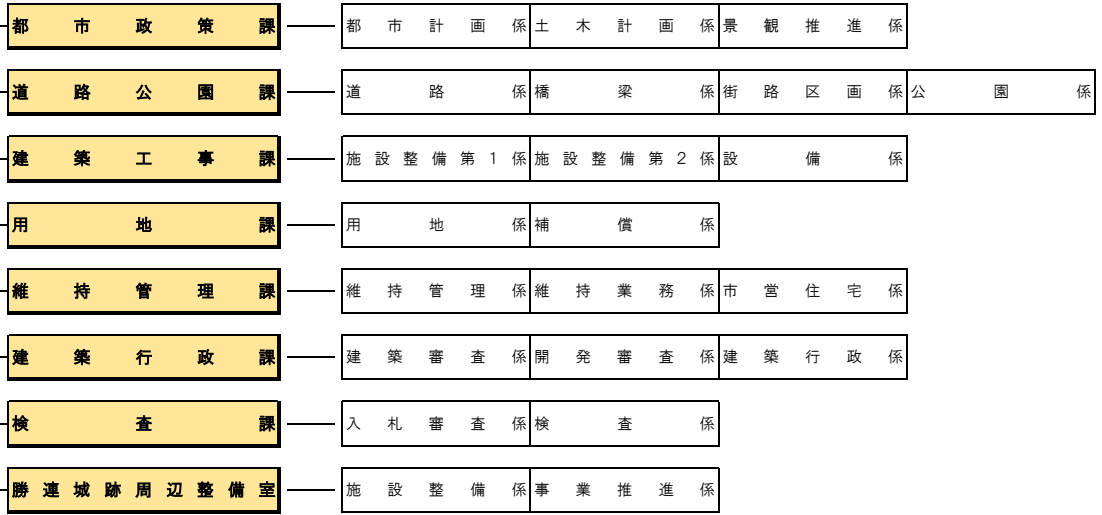 都市政策課 都市計画係 土木計画係 景観推進係
道路公園課 道路係 橋梁係 街路区画係 公園係
建築工事課 施設整備第1係 施設整備第2係 設備係
用地課 用地係 補償係
維持管理課 維持管理係 維持業務係 市営住宅係
建築行政課 建築審査係 開発審査係 建築行政係
検査課 入札審査係 検査係
勝連城跡周辺整備室 施設整備係 事業推進係